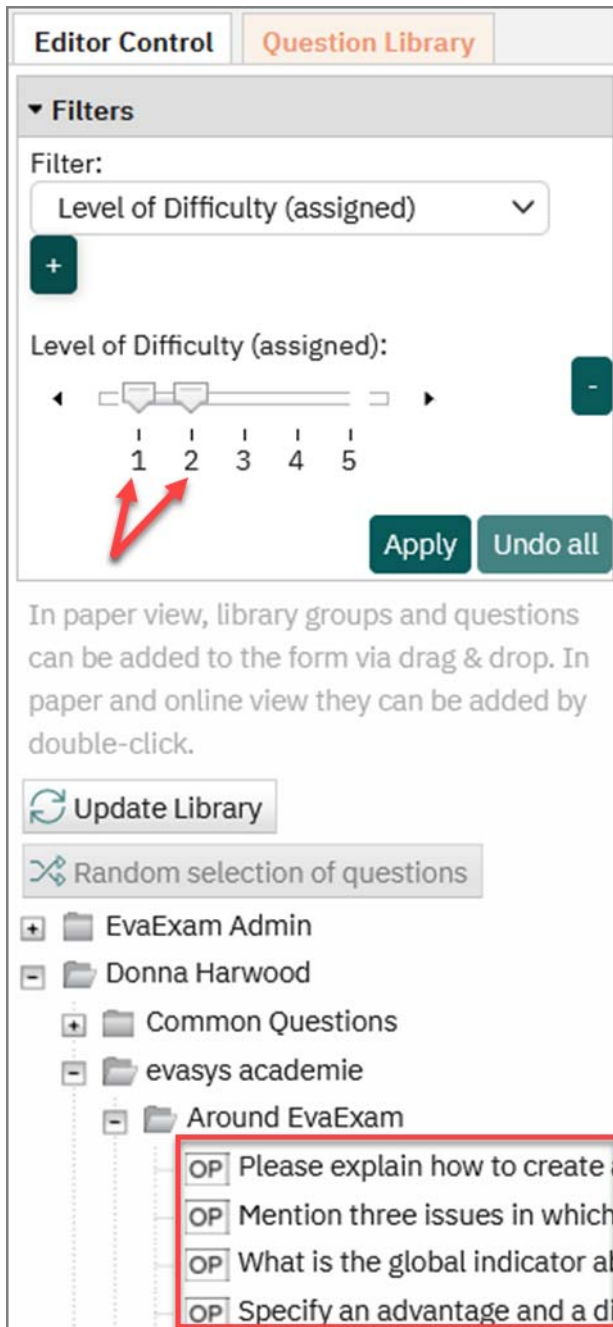 Editor Control
Question Library
Filters
Filter:
Level of Difficulty (assigned)
+
Level of Difficulty (assigned):
-
1 2 3 4 5
Apply
Undo all
In paper view, library groups and questions
can be added to the form via drag & drop. In
paper and online view they can be added by
double-click.
Update Library
Random selection of questions
+ EvaExam Admin
- Donna Harwood
+ Common Questions
- evasys academie
- Around EvaExam
OP Please explain how to create
OP Mention three issues in which
OP What is the global indicator
OP Specify an advantage and a